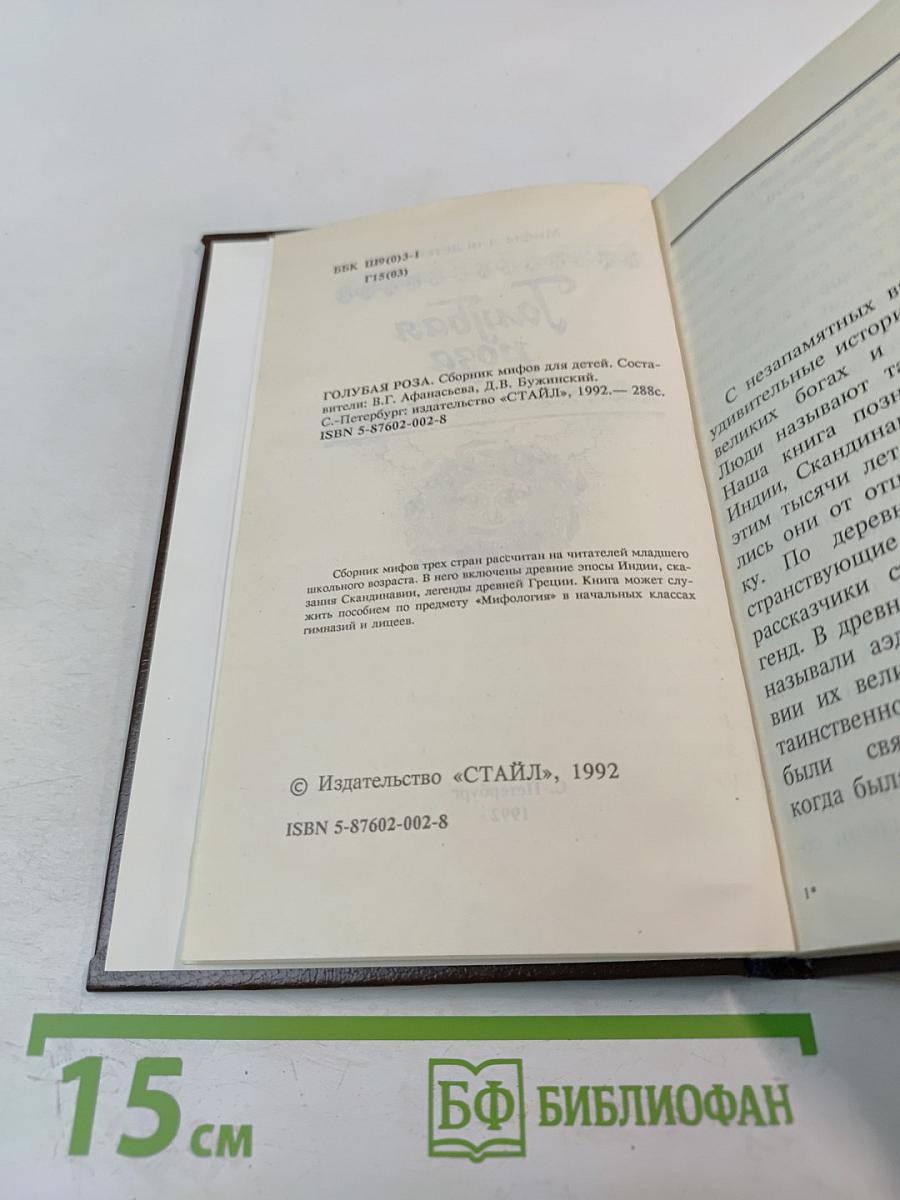 ББК Ш9(0)3-1
Г15(03)
ГОЛУБАЯ РОЗА. Сборник мифов для детей. Соста-
вители: В.Г. Афанасьева, Д.В. Бужинский.
С.-Петербург: издательство «СТАЙЛ», 1992.— 288с.
ISBN 5-87602-002-8
Сборник мифов трех стран рассчитан на читателей младшего
школьного возраста. В него включены древние эпосы Индии, ска-
зания Скандинавии, легенды древней Греции. Книга может слу-
жить пособием по предмету «Мифология» в начальных классах
гимназий и лицеев.
© Издательство «СТАЙЛ», 1992
ISBN 5-87602-002-8
С незапамятных в
удивительные истори
великих богах и
Люди называют та
Наша книга позн
Индии, Скандина
этим тысячи лет
лись они от отц
ку. По деревн
странствующие
рассказчики с
генд. В древн
называли аэд
вии их вели
таинственно
были свя
когда была
1*
15 см
БФ БИБЛИОФАН